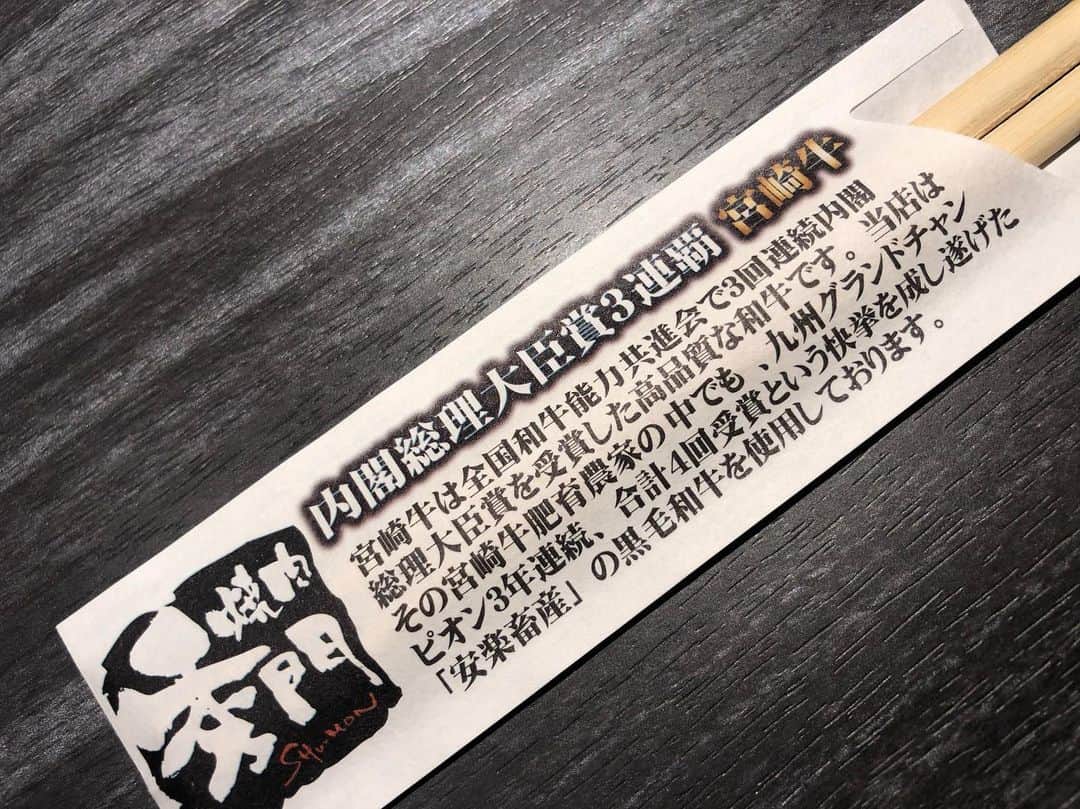 内閣総理大臣賞3連覇 宮崎牛
宮崎牛は全国和牛能力共進会で3回連続内閣
総理大臣賞を受賞した高品質な和牛です。当店は
その宮崎牛肥育農家の中でも、九州グランドチャン
ピオン3年連続、合計4回受賞という快挙を成し遂げた
「安楽畜産」の黒毛和牛を使用しております。
焼肉
秀門
SHUMON